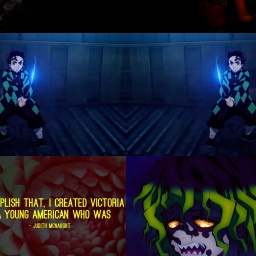 PLISH THAT, I CREATED VICTORIA
A YOUNG AMERICAN WHO WAS
- JUDITH MCNAUGHT